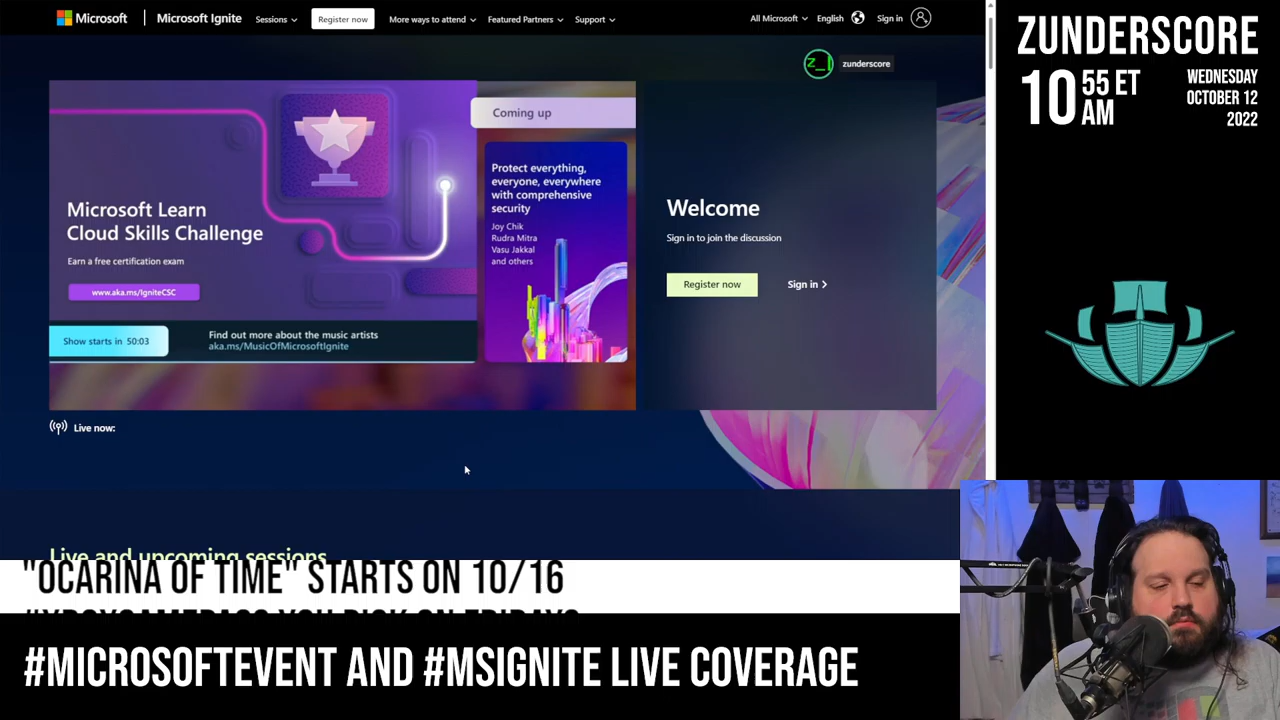 Microsoft
Microsoft Ignite
Sessions
Register now
More ways to attend
Featured Partners
Support
All Microsoft
English
Sign in
z_
zunderscore
Microsoft Learn
Cloud Skills Challenge
Earn a free certification exam
www.aka.ms/IgniteCSC
Show starts in 50:03
Find out more about the music artists
aka.ms/MusicOfMicrosoftIgnite
Coming up
Protect everything,
everyone, everywhere
with comprehensive
security
Joy Chik
Rudra Mitra
Vasu Jakkal
and others
Welcome
Sign in to join the discussion
Register now
Sign in
Live now:
Live and upcoming sessions
"OCARINA OF TIME" STARTS ON 10/16
#MICROSOFTEVENT AND #MSIGNITE LIVE COVERAGE
ZUNDERSCORE
10 55 ET
AM
WEDNESDAY
OCTOBER 12
2022